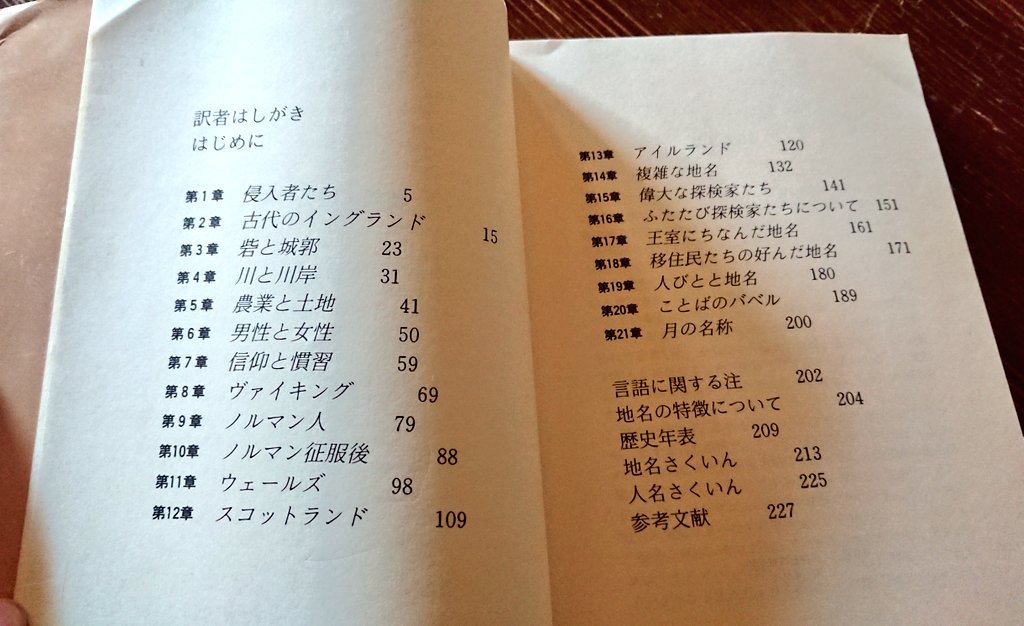 訳者はしがき
はじめに
第1章 侵入者たち 5
第2章 古代のイングランド 15
第3章 砦と城郭 23
第4章 川と川岸 31
第5章 農業と土地 41
第6章 男性と女性 50
第7章 信仰と慣習 59
第8章 ヴァイキング 69
第9章 ノルマン人 79
第10章 ノルマン征服後 88
第11章 ウェールズ 98
第12章 スコットランド 109
第13章 アイルランド 120
第14章 複雑な地名 132
第15章 偉大な探検家たち 141
第16章 ふたたび探検家たちについて 151
第17章 王室にちなんだ地名 161
第18章 移住民たちの好んだ地名 171
第19章 人びとと地名 180
第20章 ことばのバベル 189
第21章 月の名称 200
言語に関する注 202
地名の特徴について 204
歴史年表 209
地名さくいん 213
人名さくいん 225
参考文献 227